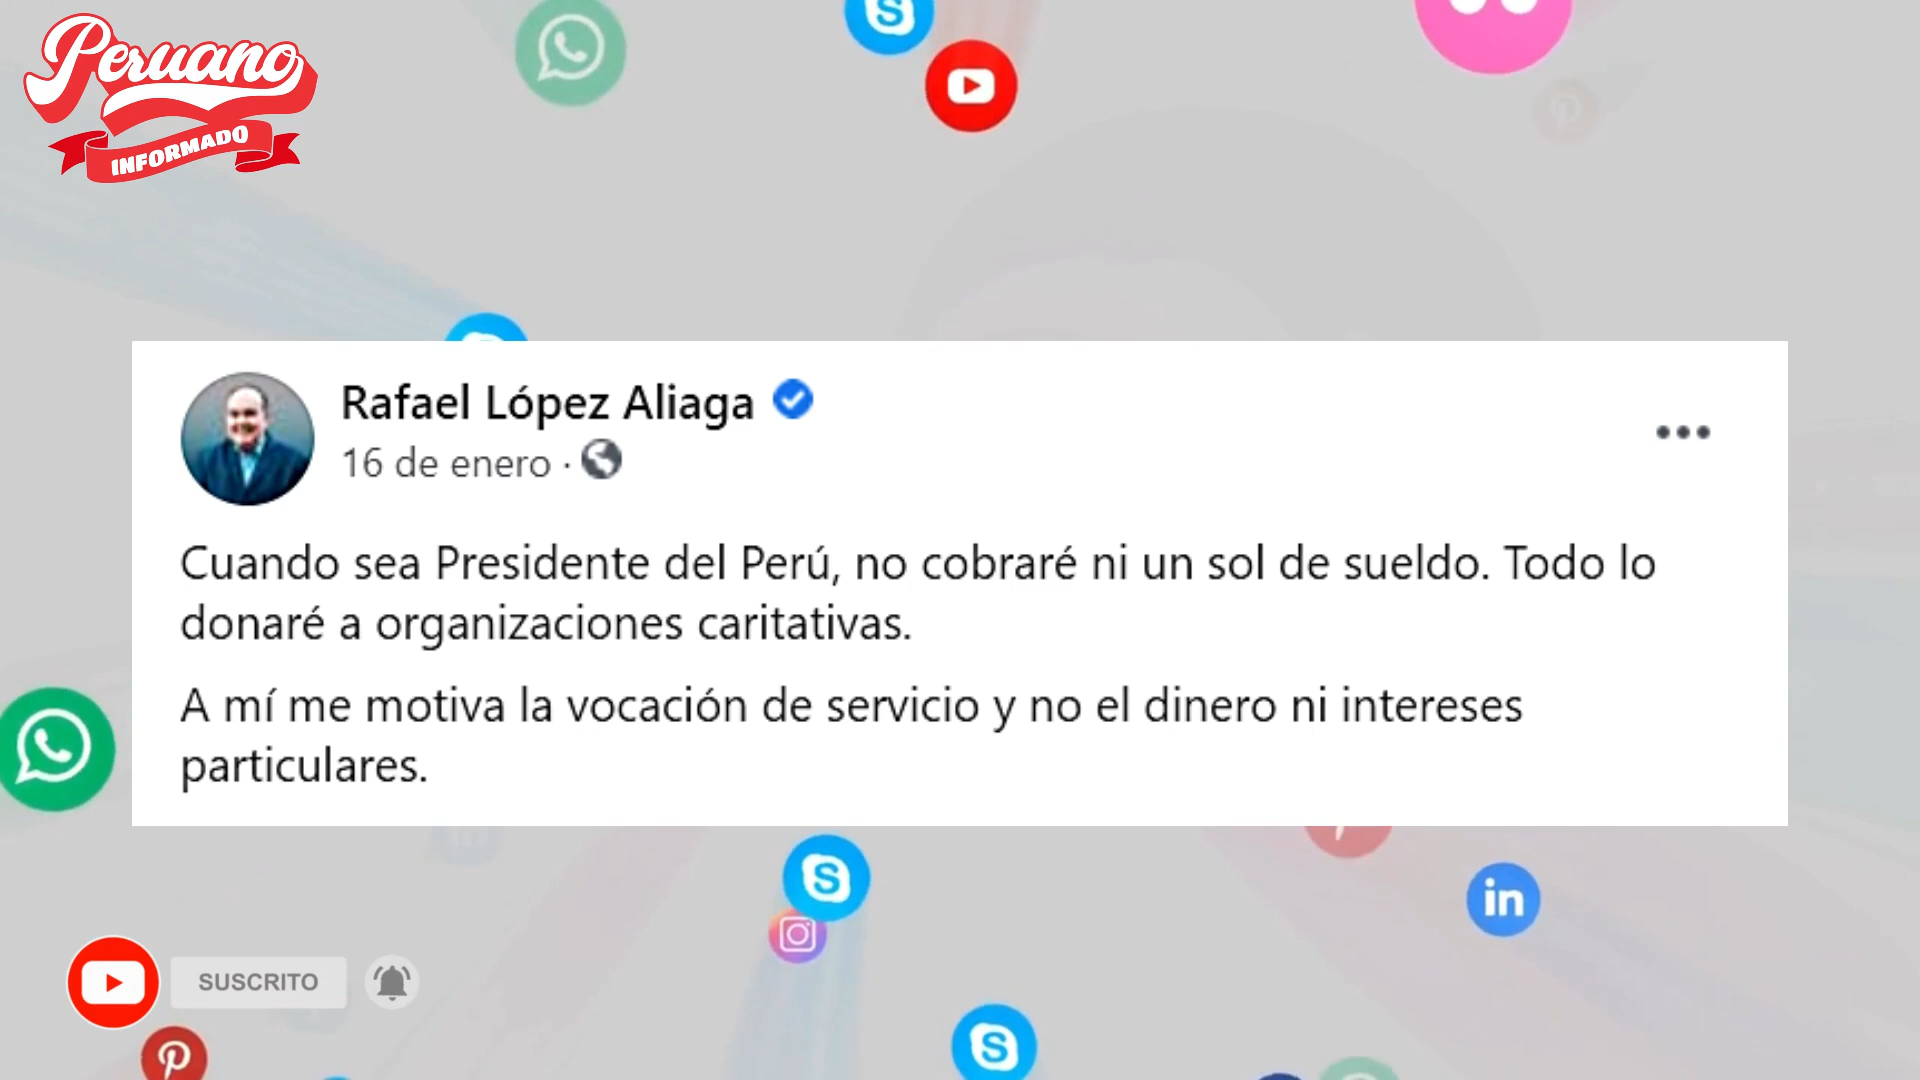 Peruano
INFORMADO
Rafael López Aliaga
16 de enero ·
Cuando sea Presidente del Perú, no cobraré ni un sol de sueldo. Todo lo
donaré a organizaciones caritativas.
A mí me motiva la vocación de servicio y no el dinero ni intereses
particulares.
in
SUSCRITO